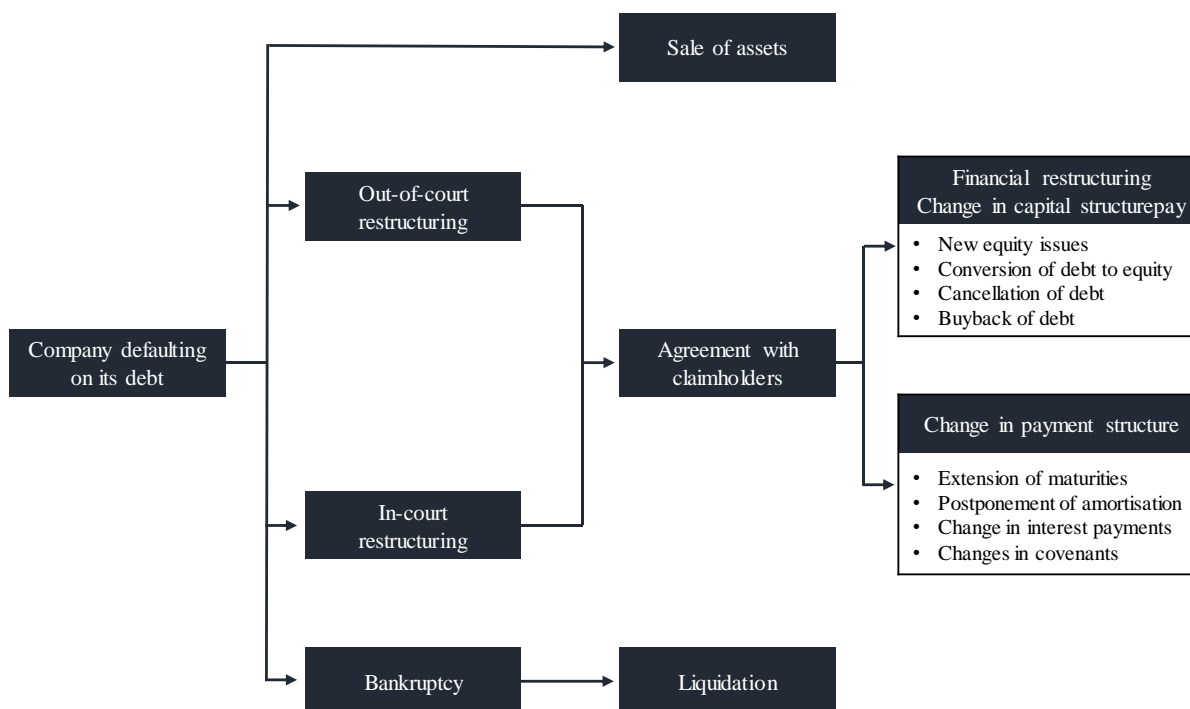 Sale of assets
Out-of-court
restructuring
Financial restructuring
Change in capital structurepay
• New equity issues
• Conversion of debt to equity
• Cancellation of debt
• Buyback of debt
Company defaulting
on its debt
Agreement with
claimholders
Change in payment structure
• Extension of maturities
• Postponement of amortisation
• Change in interest payments
• Changes in covenants
In-court
restructuring
Bankruptcy
Liquidation